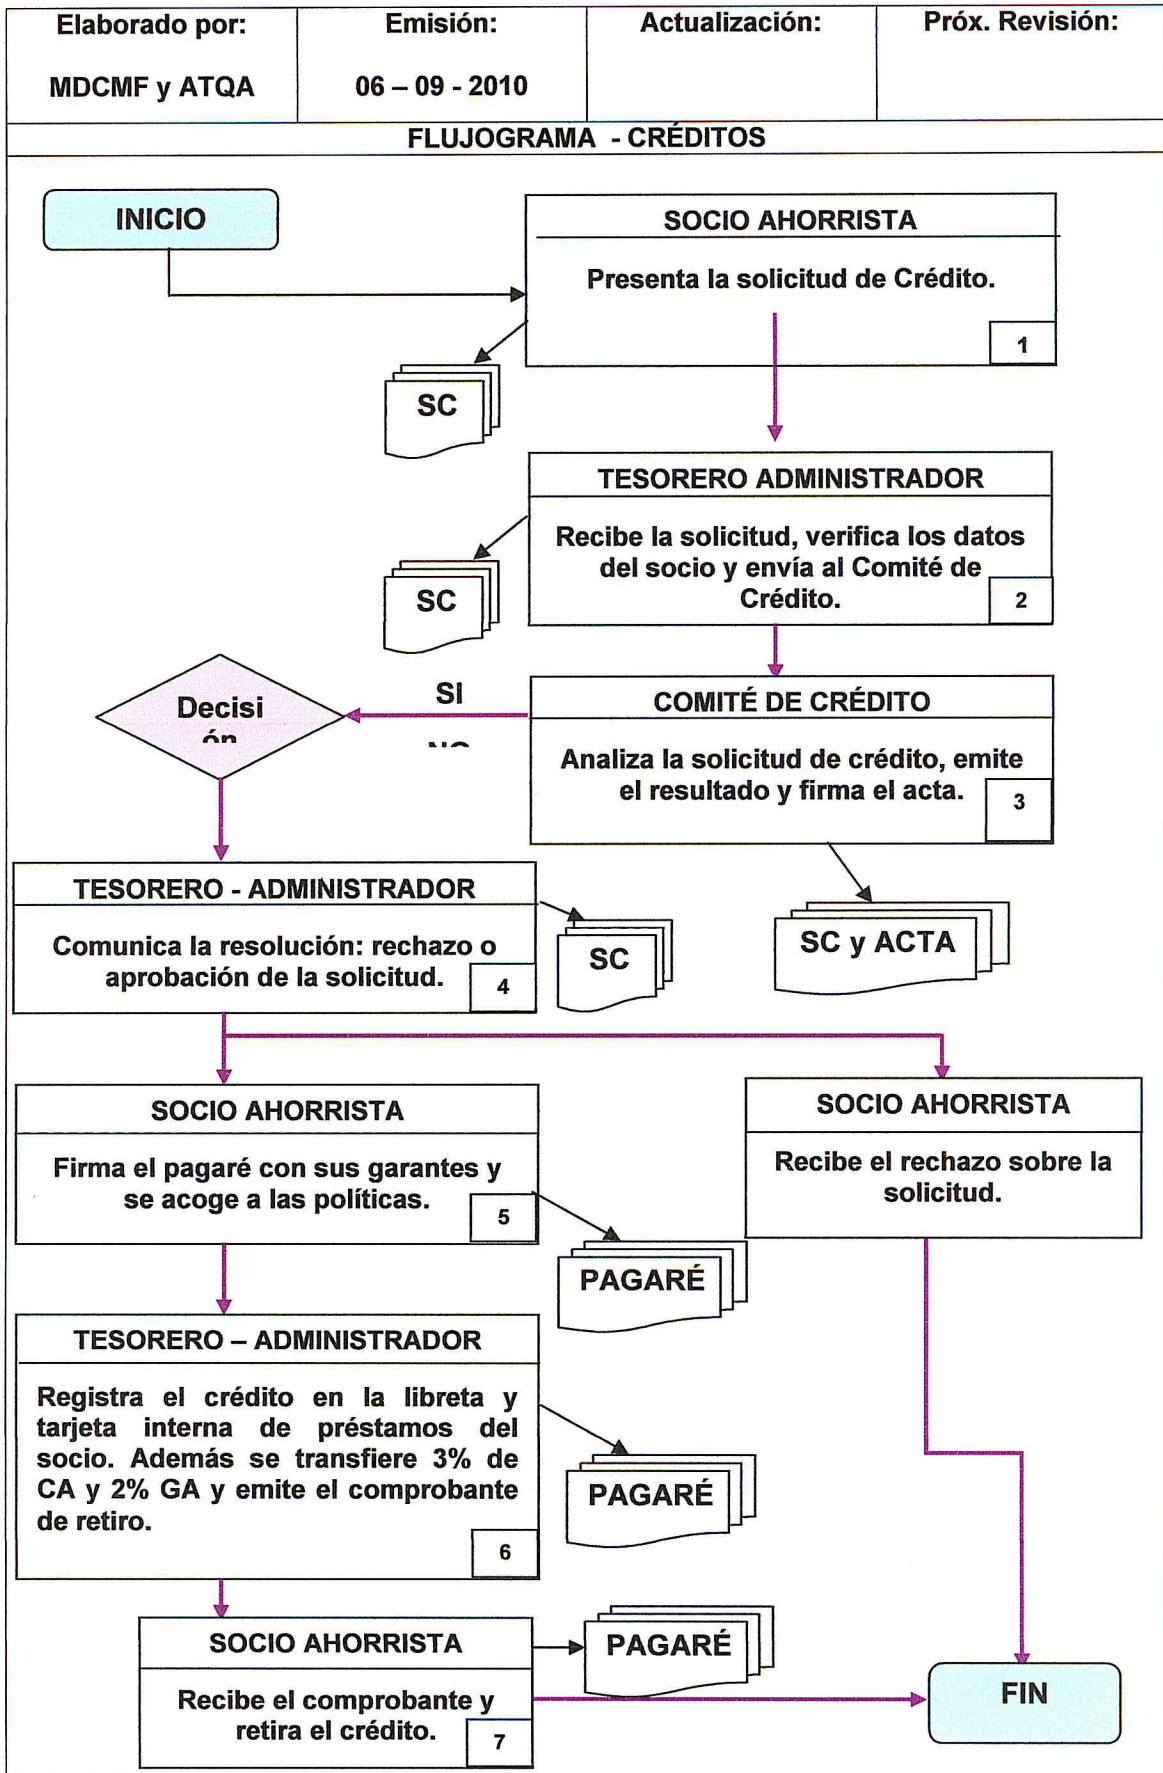 Elaborado por:
Emisión:
Actualización:
Próx. Revisión:
MDCMF y ATQA
06 – 09 - 2010
FLUJOGRAMA - CRÉDITOS
INICIO
SOCIO AHORRISTA
Presenta la solicitud de Crédito.
1
SC
TESORERO ADMINISTRADOR
Recibe la solicitud, verifica los datos
del socio y envía al Comité de
Crédito.
2
SC
COMITÉ DE CRÉDITO
Analiza la solicitud de crédito, emite
el resultado y firma el acta.
3
SI
NO
Decisi
ón
SC y ACTA
TESORERO - ADMINISTRADOR
Comunica la resolución: rechazo o
aprobación de la solicitud.
4
SC
SOCIO AHORRISTA
Firma el pagaré con sus garantes y
se acoge a las políticas.
5
PAGARÉ
SOCIO AHORRISTA
Recibe el rechazo sobre la
solicitud.
TESORERO – ADMINISTRADOR
Registra el crédito en la libreta y
tarjeta interna de préstamos del
socio. Además se transfiere 3% de
CA y 2% GA y emite el comprobante
de retiro.
6
PAGARÉ
SOCIO AHORRISTA
Recibe el comprobante y
retira el crédito.
7
PAGARÉ
FIN